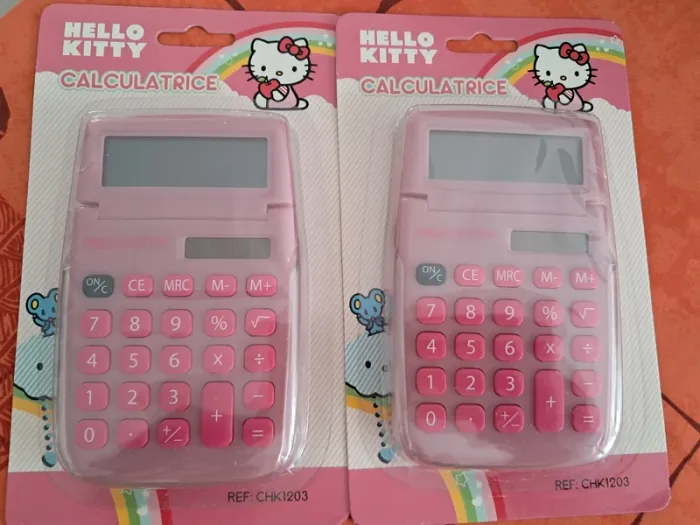 HELLO
KITTY
CALCULATRICE
ON/C CE MRC M- M+
7 8 9 % √
4 5 6 x ÷
1 2 3 + −
0 . +/− =
REF: CHK1203
HELLO
KITTY
CALCULATRICE
ON/C CE MRC M- M+
7 8 9 % √
4 5 6 x ÷
1 2 3 + −
0 . +/− =
REF: CHK1203